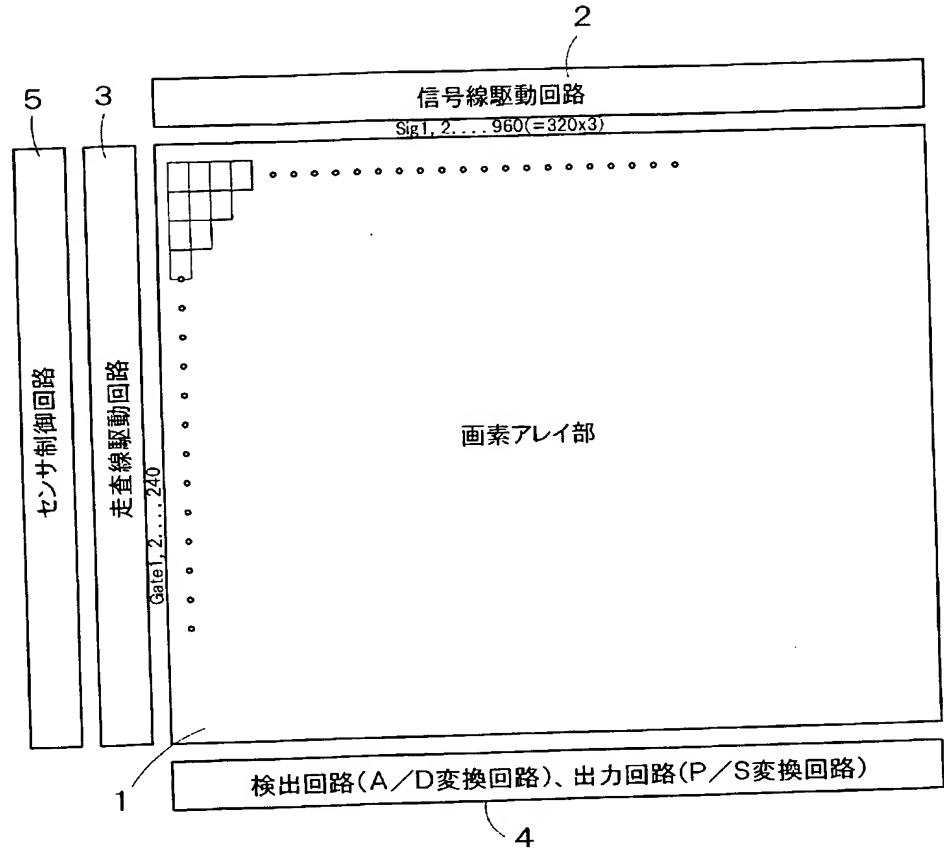 2
信号線駆動回路
Sig1, 2....960(=320x3)
5
3
センサ制御回路
走査線駆動回路
Gate1, 2....240
画素アレイ部
1
検出回路(A／D変換回路)、出力回路(P／S変換回路)
4